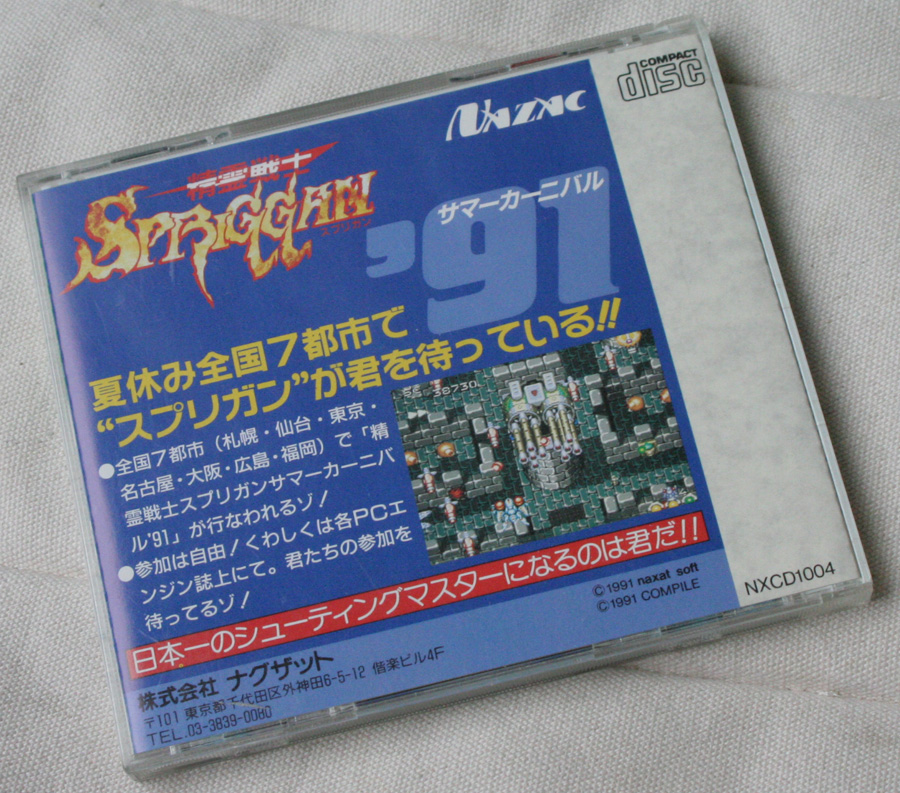 COMPACT
disc
NAZAC
精霊戦士
SPRIGGAN
スプリガン
サマーカーニバル
'91
夏休み全国7都市で
“スプリガン”が君を待っている!!
●全国7都市(札幌・仙台・東京・
名古屋・大阪・広島・福岡)で「精
霊戦士スプリガンサマーカーニバ
ル'91」が行なわれるゾ!
●参加は自由!くわしくは各PCエ
ンジン誌上にて。君たちの参加を
待ってるゾ!
38730
日本一のシューティングマスターになるのは君だ!!
©1991 naxat soft
©1991 COMPILE
NXCD1004
株式会社 ナグザット
〒101 東京都千代田区外神田6-5-12 偕楽ビル4F
TEL.03-3839-0080